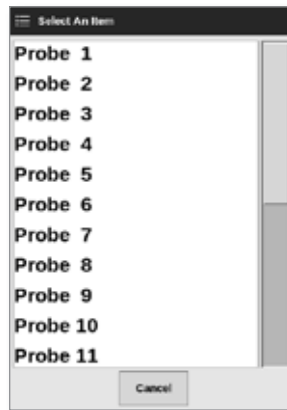 Select An Item
Probe 1
Probe 2
Probe 3
Probe 4
Probe 5
Probe 6
Probe 7
Probe 8
Probe 9
Probe 10
Probe 11
Cancel